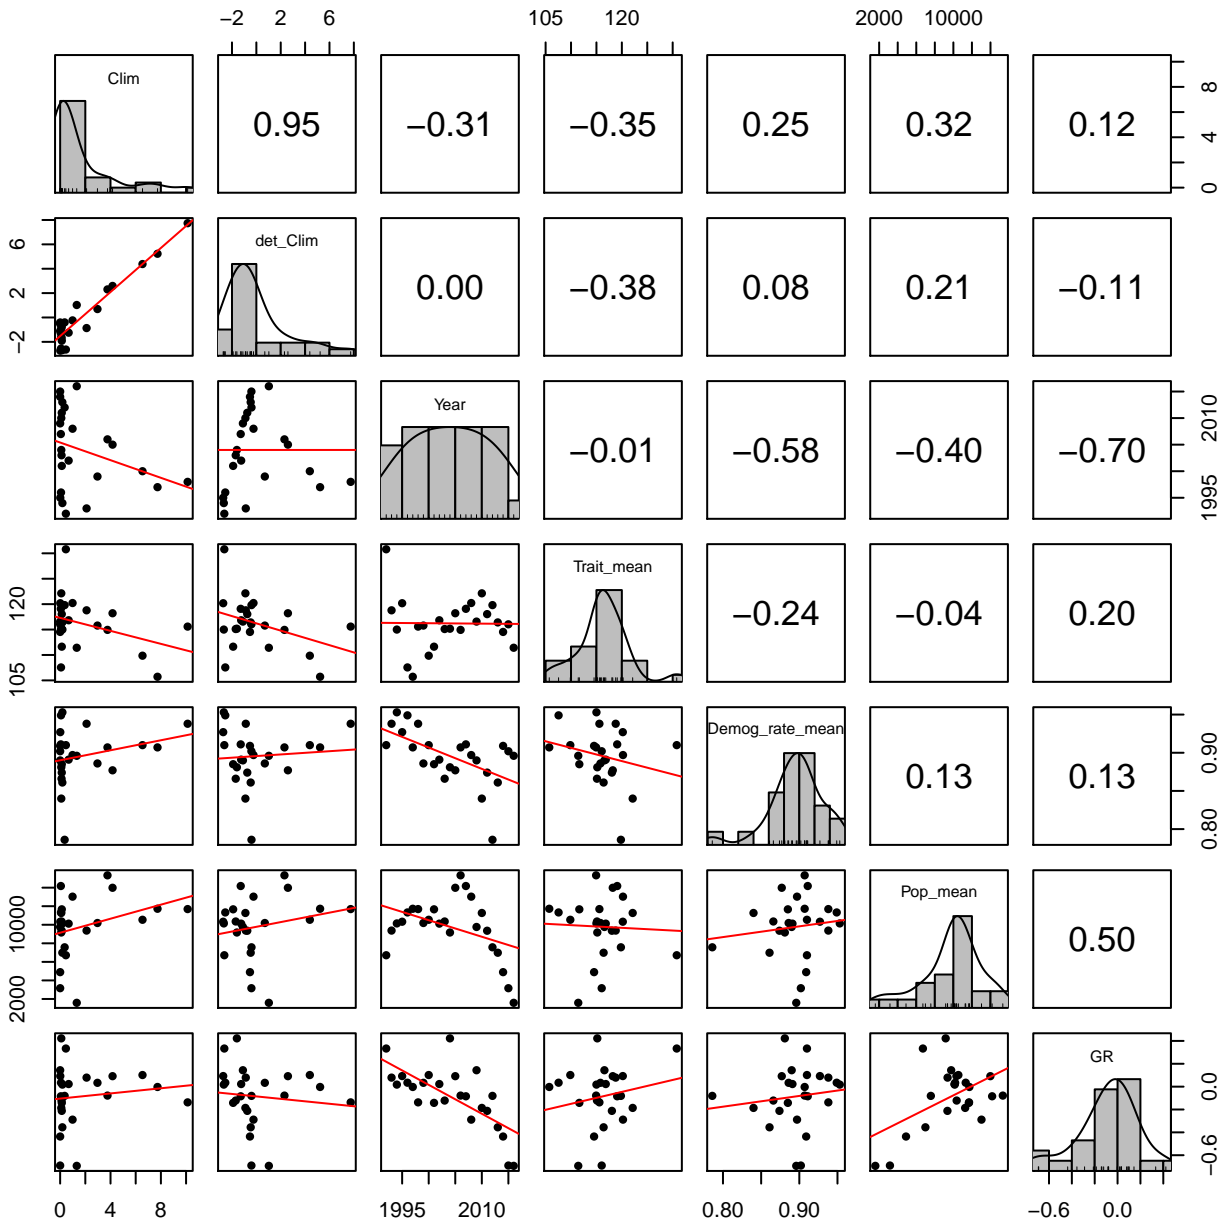 −2 2 6 105 120 2000 10000
Clim
0.95 −0.31 −0.35 0.25 0.32 0.12
0 4 8
det_Clim
0.00 −0.38 0.08 0.21 −0.11
−2 2 6
Year
−0.01 −0.58 −0.40 −0.70
1995 2010
Trait_mean
−0.24 −0.04 0.20
105 120
Demog_rate_mean
0.13 0.13
0.80 0.90
Pop_mean
0.50
2000 10000
GR
−0.6 0.0
0 4 8 1995 2010 0.80 0.90 −0.6 0.0